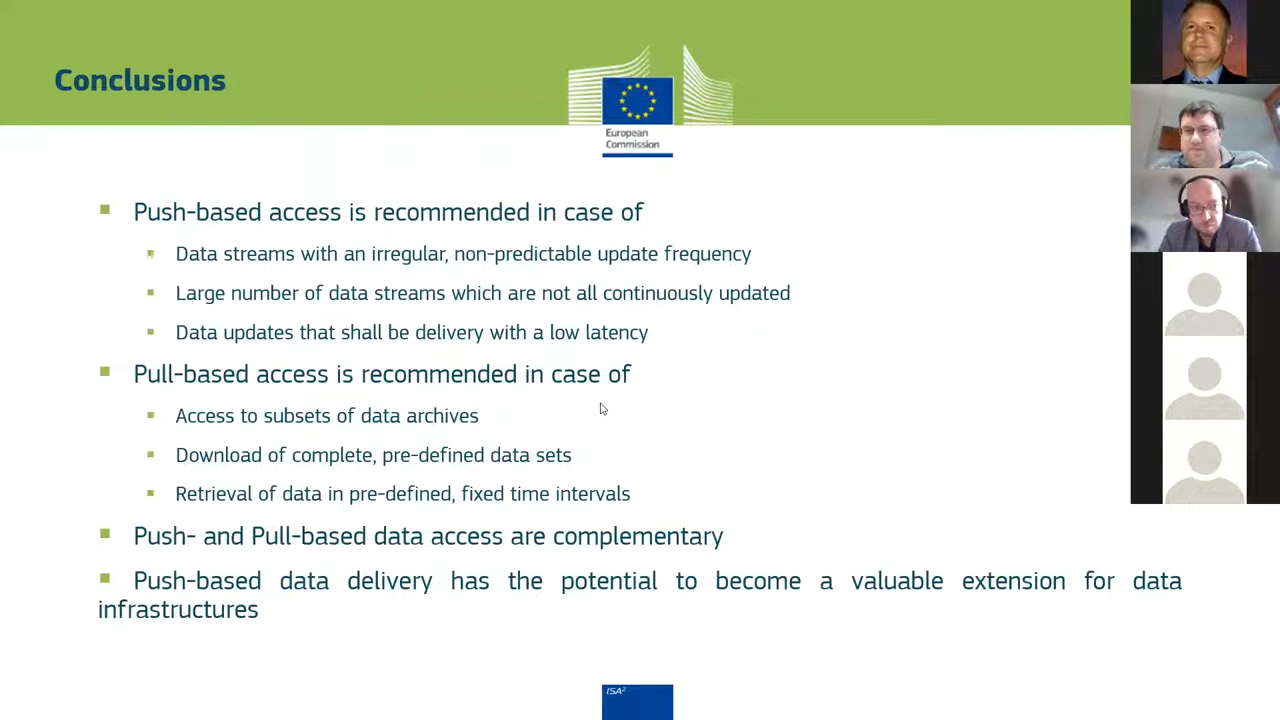 Conclusions
European
Commission
Push-based access is recommended in case of
Data streams with an irregular, non-predictable update frequency
Large number of data streams which are not all continuously updated
Data updates that shall be delivery with a low latency
Pull-based access is recommended in case of
Access to subsets of data archives
Download of complete, pre-defined data sets
Retrieval of data in pre-defined, fixed time intervals
Push- and Pull-based data access are complementary
Push-based data delivery has the potential to become a valuable extension for data
infrastructures
ISA²